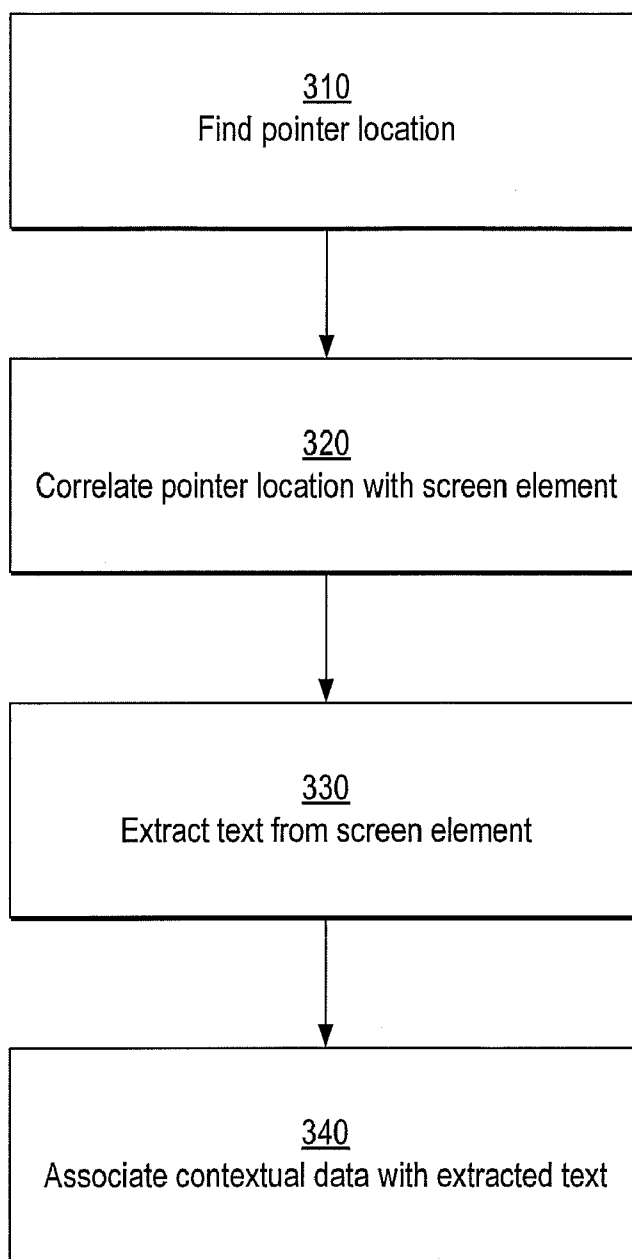 310
Find pointer location
320
Correlate pointer location with screen element
330
Extract text from screen element
340
Associate contextual data with extracted text